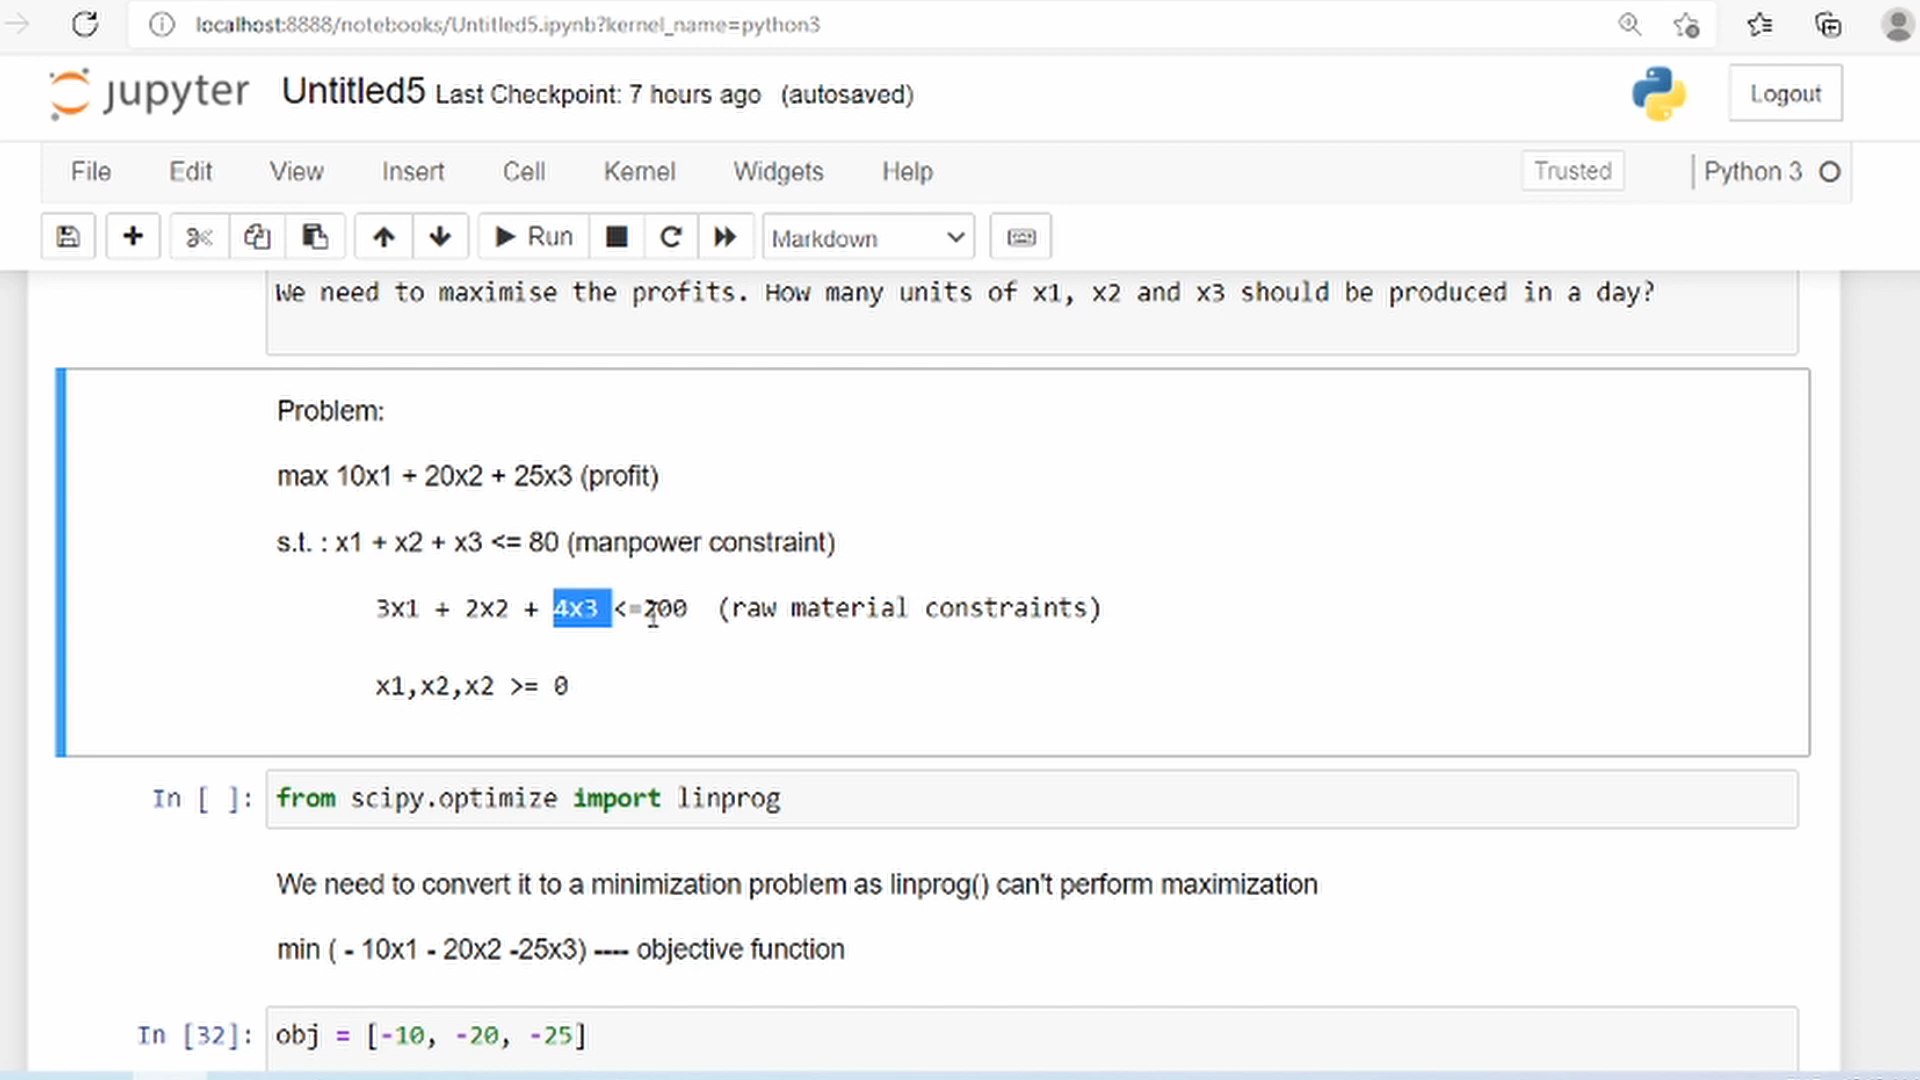 localhost:8888/notebooks/Untitled5.ipynb?kernel_name=python3
jupyter Untitled5 Last Checkpoint: 7 hours ago (autosaved) Logout
File Edit View Insert Cell Kernel Widgets Help Trusted Python 3
Run Markdown
We need to maximise the profits. How many units of x1, x2 and x3 should be produced in a day?
Problem:
max 10x1 + 20x2 + 25x3 (profit)
s.t. : x1 + x2 + x3 <= 80 (manpower constraint)
3x1 + 2x2 + 4x3 <=200 (raw material constraints)
x1,x2,x2 >= 0
In [ ]: from scipy.optimize import linprog
We need to convert it to a minimization problem as linprog() can't perform maximization
min ( - 10x1 - 20x2 -25x3) ---- objective function
In [32]: obj = [-10, -20, -25]